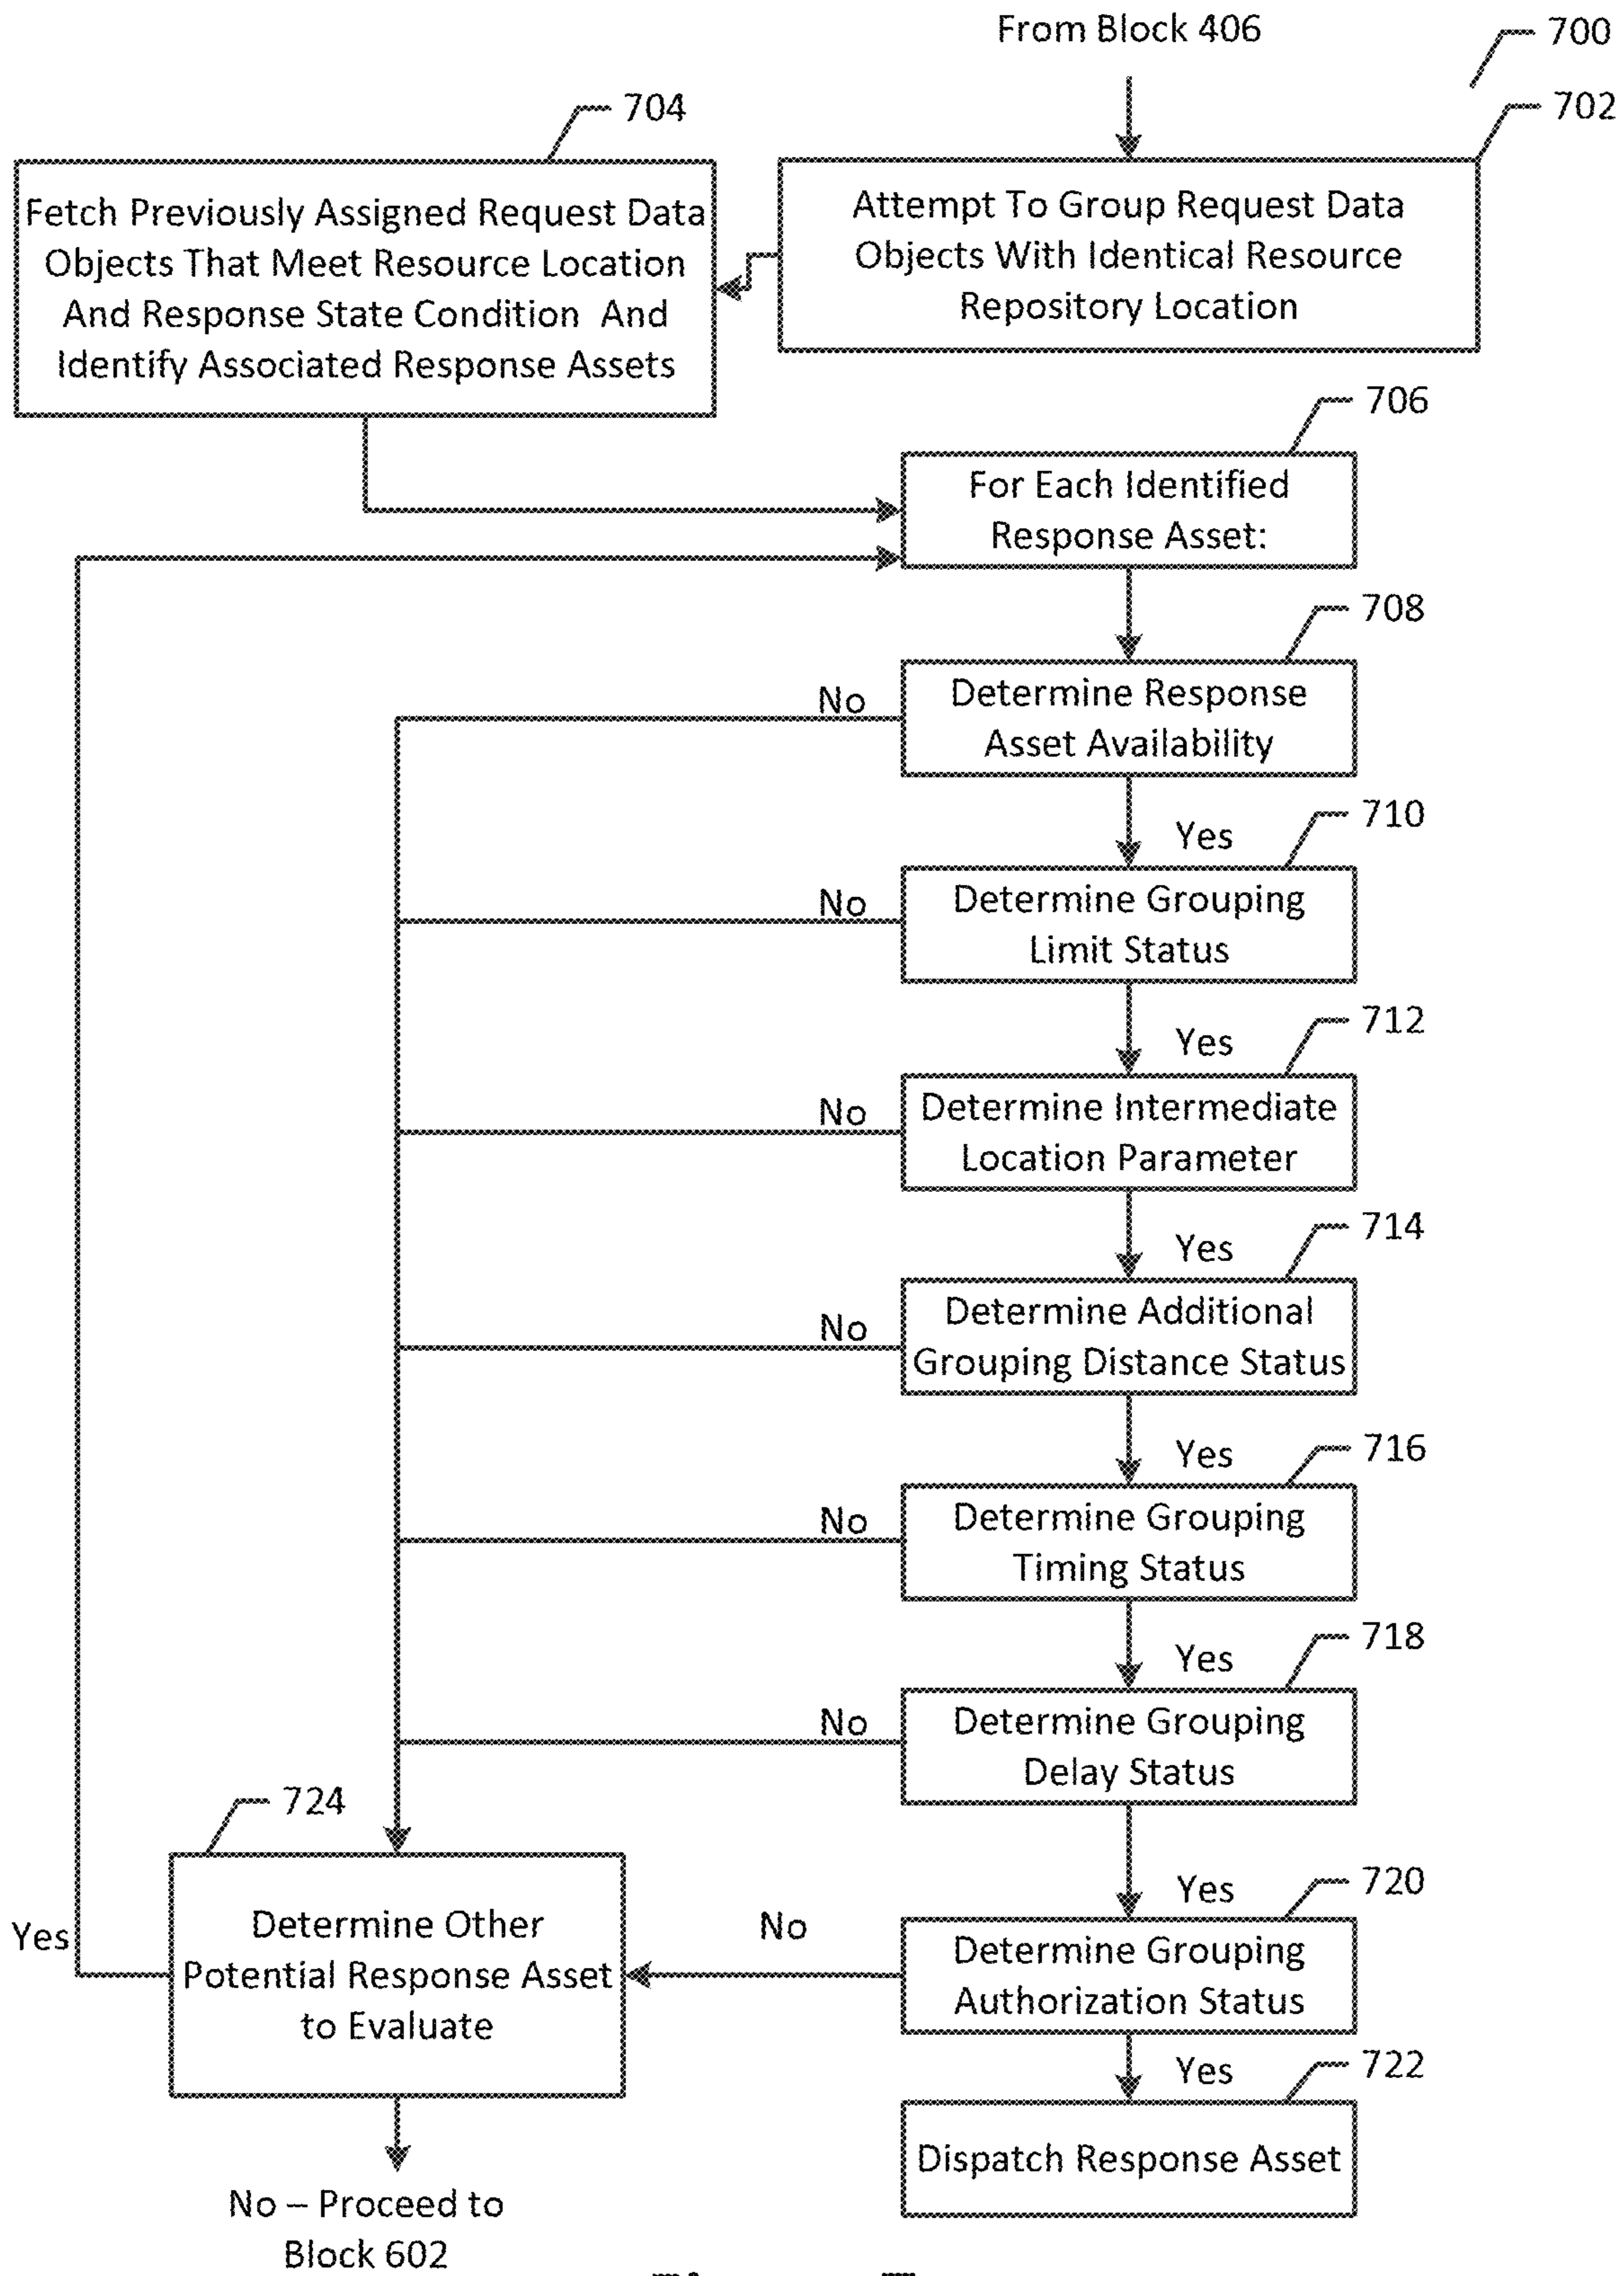 From Block 406
700
702
704
Attempt To Group Request Data
Objects With Identical Resource
Repository Location
Fetch Previously Assigned Request Data
Objects That Meet Resource Location
And Response State Condition And
Identify Associated Response Assets
706
For Each Identified
Response Asset:
708
No
Determine Response
Asset Availability
Yes
710
No
Determine Grouping
Limit Status
Yes
712
No
Determine Intermediate
Location Parameter
Yes
714
No
Determine Additional
Grouping Distance Status
Yes
716
No
Determine Grouping
Timing Status
Yes
718
No
Determine Grouping
Delay Status
724
Yes
720
Yes
Determine Other
Potential Response Asset
to Evaluate
No
Determine Grouping
Authorization Status
Yes
722
Dispatch Response Asset
No – Proceed to
Block 602